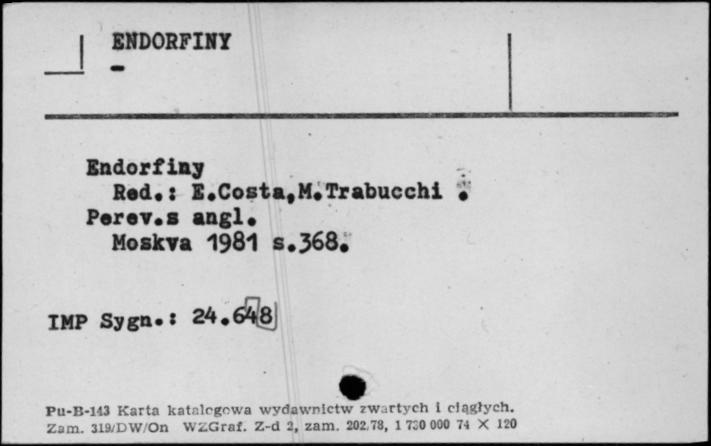 ENDORFINY
Endorfiny
Red.: E.Costa,M.Trabucchi .
Perev.s angl.
Moskva 1981 s.368.
IMP Sygn.: 24.648
Pu-B-143 Karta katalogowa wydawnictw zwartych i ciągłych.
Zam. 319/DW/On WZGraf. Z-d 2, zam. 202,78, 1 730 000 74 X 120